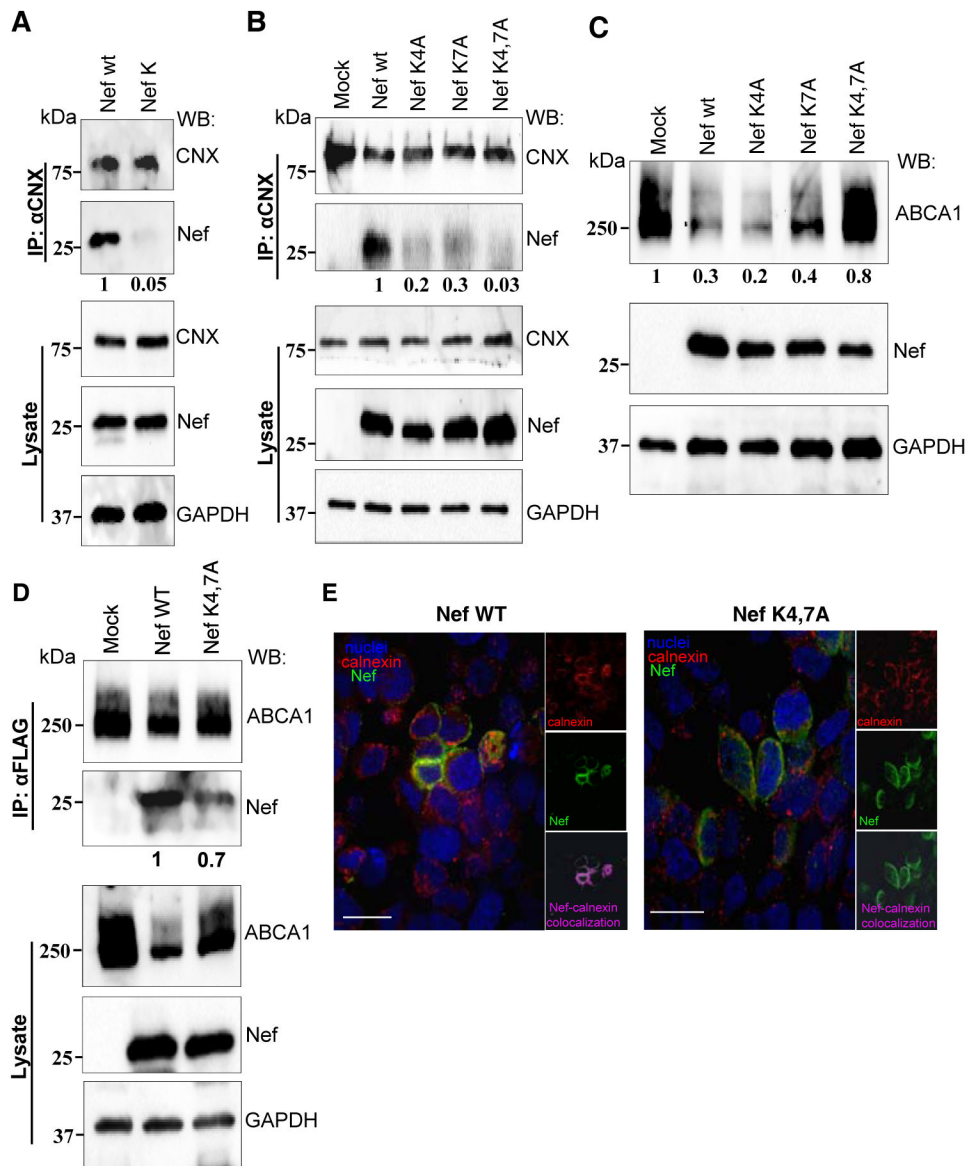 A
Nef wt
Nef K
kDa
WB:
IP: αCNX
75
CNX
25
Nef
1 0.05
Lysate
75
CNX
25
Nef
37
GAPDH
B
Mock
Nef wt
Nef K4A
Nef K7A
Nef K4,7A
kDa
WB:
IP: αCNX
75
CNX
25
Nef
1 0.2 0.3 0.03
Lysate
75
CNX
25
Nef
37
GAPDH
C
Mock
Nef wt
Nef K4A
Nef K7A
Nef K4,7A
kDa
WB:
250
ABCA1
1 0.3 0.2 0.4 0.8
25
Nef
37
GAPDH
D
Mock
Nef WT
Nef K4,7A
kDa
WB:
IP: αFLAG
250
ABCA1
25
Nef
1 0.7
Lysate
250
ABCA1
25
Nef
37
GAPDH
E
Nef WT
nuclei
calnexin
Nef
calnexin
Nef
Nef-calnexin
colocalization
Nef K4,7A
nuclei
calnexin
Nef
calnexin
Nef
Nef-calnexin
colocalization